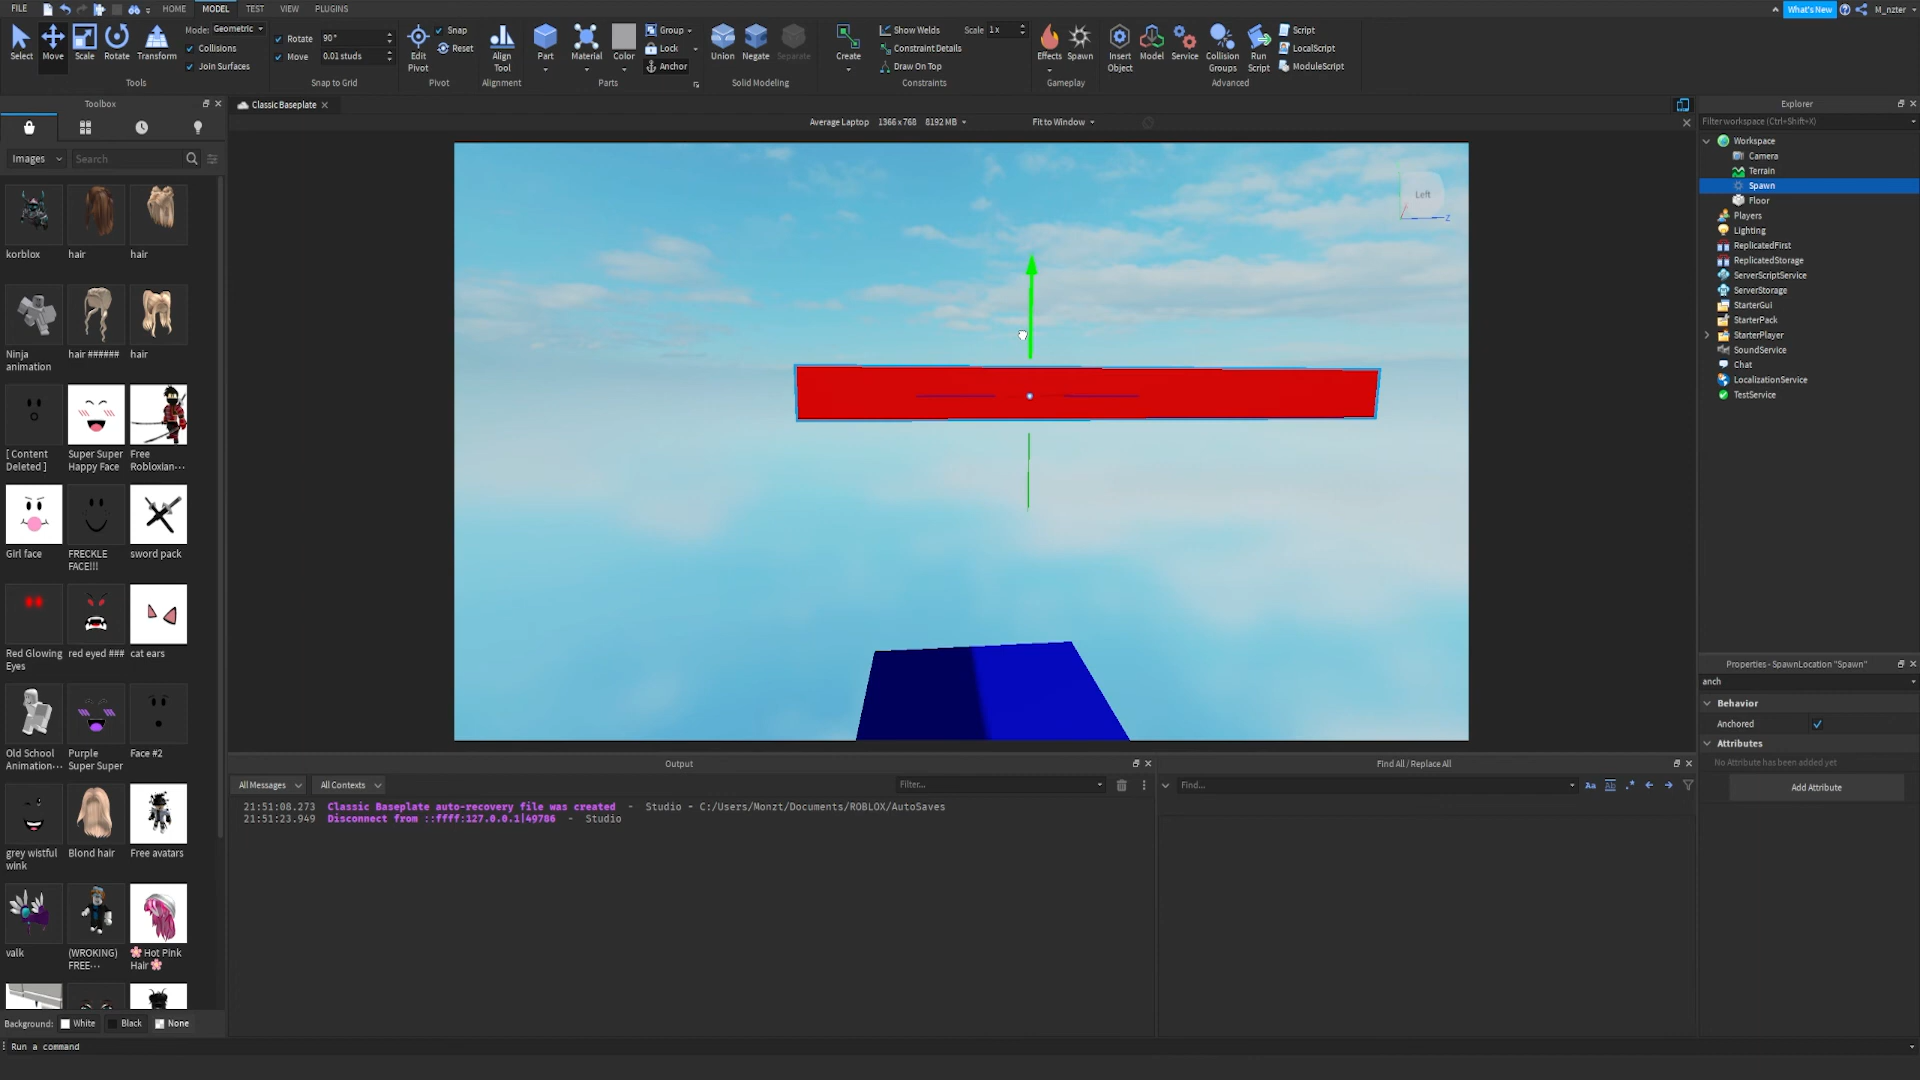 FILE HOME MODEL TEST VIEW PLUGINS What's New M_nzter
Select Move Scale Rotate Transform
Mode: Geometric
Collisions
Join Surfaces
Tools
Rotate 90°
Move 0.01 studs
Snap to Grid
Edit Pivot
Snap
Reset
Pivot
Align Tool
Alignment
Part Material Color
Group
Lock
Anchor
Parts
Union Negate Separate
Solid Modeling
Create
Show Welds Scale 1x
Constraint Details
Draw On Top
Constraints
Effects Spawn
Gameplay
Insert Object
Model Service
Collision Groups
Run Script
Script
LocalScript
ModuleScript
Advanced
Toolbox
Images Search
korblox hair hair
Ninja animation
hair ###### hair
[ Content Deleted ]
Super Super Happy Face
Free Robloxian...
Girl face
FRECKLE FACE!!!
sword pack
Red Glowing Eyes
red eyed ### cat ears
Old School Animation...
Purple Super Super
Face #2
grey wistful wink
Blond hair Free avatars
valk
(WROKING) FREE...
🌸 Hot Pink Hair 🌸
Background: White Black None
Run a command
Classic Baseplate
Average Laptop 1366 x 768 8192 MB Fit to Window
Left
Z
Output
All Messages All Contexts Filter...
21:51:08.273 Classic Baseplate auto-recovery file was created - Studio - C:/Users/Monzt/Documents/ROBLOX/AutoSaves
21:51:23.949 Disconnect from ::ffff:127.0.0.1|49786 - Studio
Find All / Replace All
Find... Aa Ab .*
Explorer
Filter workspace (Ctrl+Shift+X)
Workspace
Camera
Terrain
Spawn
Floor
Players
Lighting
ReplicatedFirst
ReplicatedStorage
ServerScriptService
ServerStorage
StarterGui
StarterPack
StarterPlayer
SoundService
Chat
LocalizationService
TestService
Properties - SpawnLocation "Spawn"
anch
Behavior
Anchored
Attributes
No Attribute has been added yet
Add Attribute